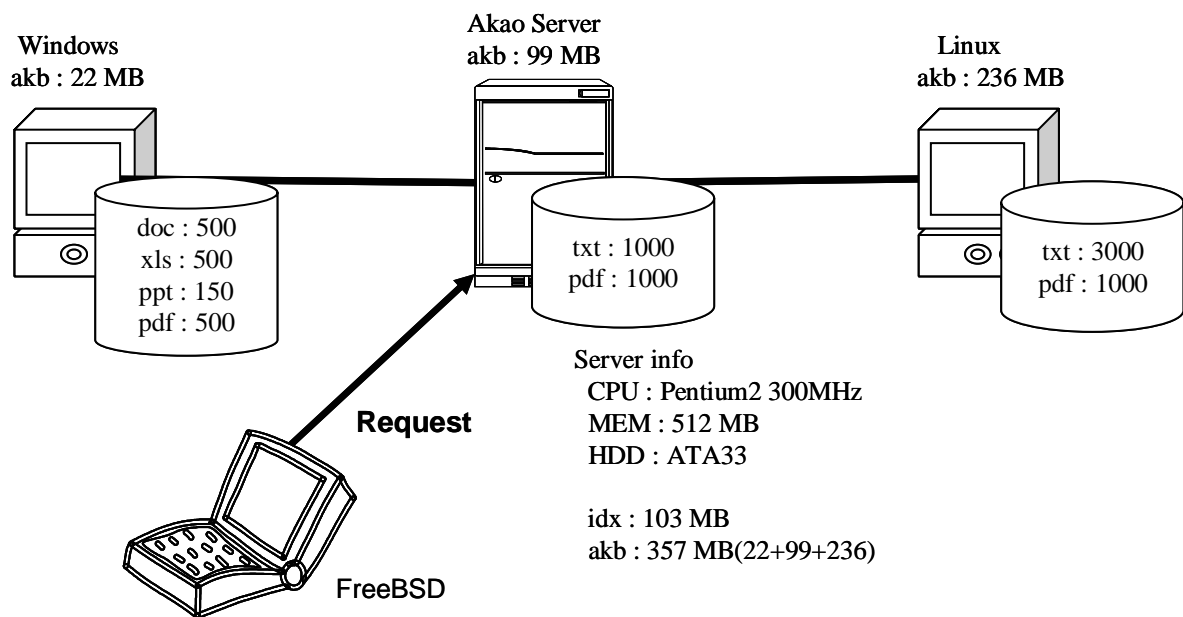 Akao Server
akb : 99 MB
Windows
akb : 22 MB
Linux
akb : 236 MB
doc : 500
xls : 500
ppt : 150
pdf : 500
txt : 1000
pdf : 1000
txt : 3000
pdf : 1000
Request
FreeBSD
Server info
CPU : Pentium2 300MHz
MEM : 512 MB
HDD : ATA33
idx : 103 MB
akb : 357 MB(22+99+236)